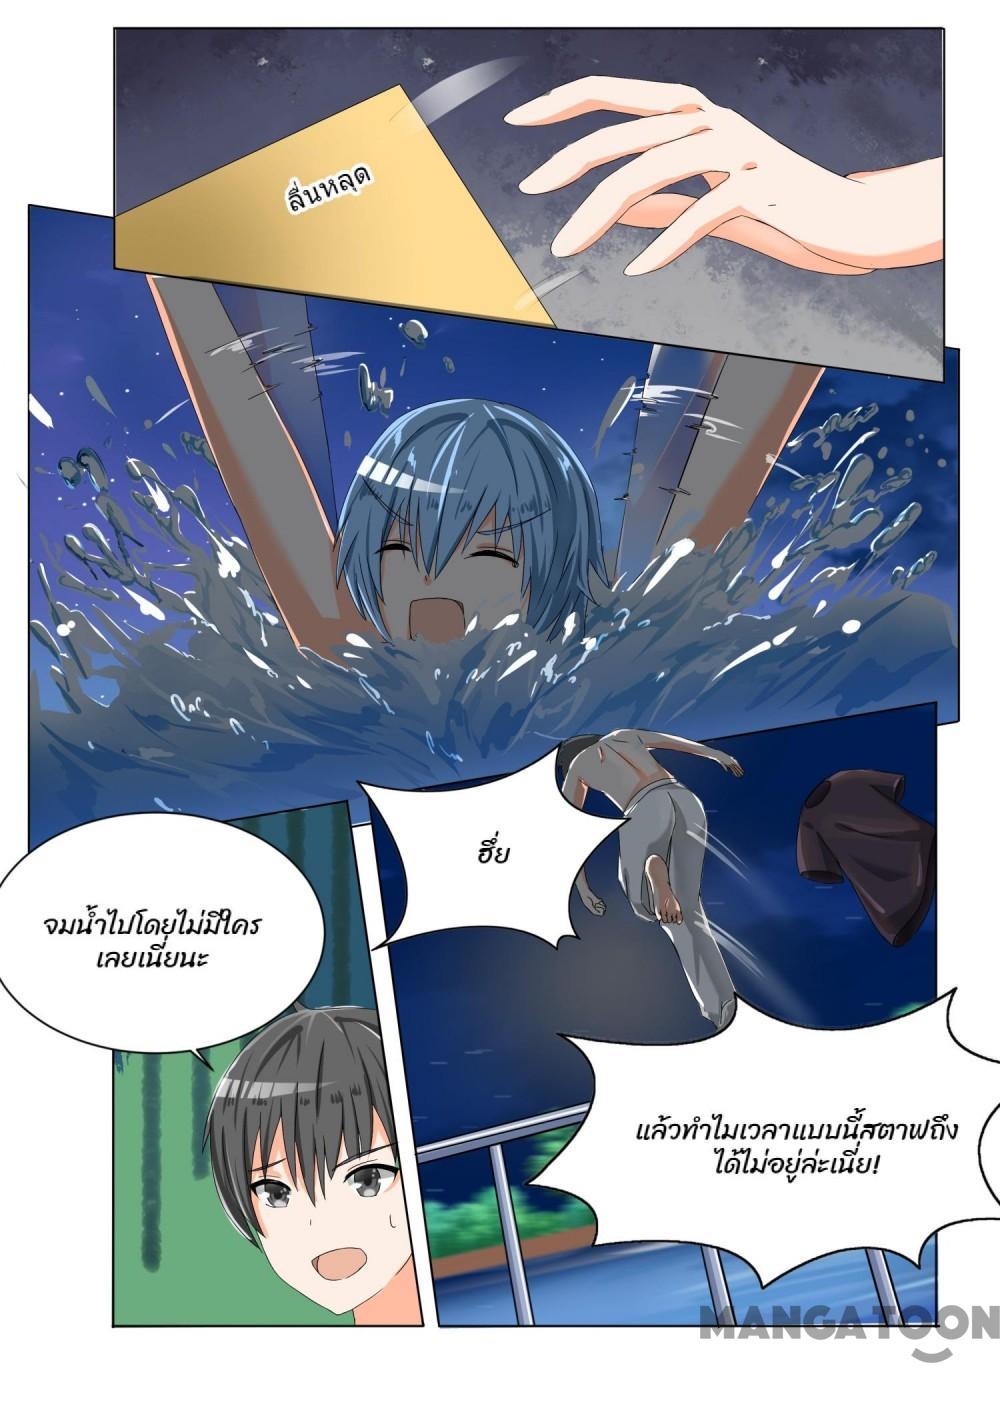 ลื่นหลุด
ฮึ่ย
จมน้ำไปโดยไม่มีใคร
เลยเนี่ยนะ
แล้วทำไมเวลาแบบนี้สตาฟถึง
ได้ไม่อยู่ล่ะเนี่ย!
MANGATOON